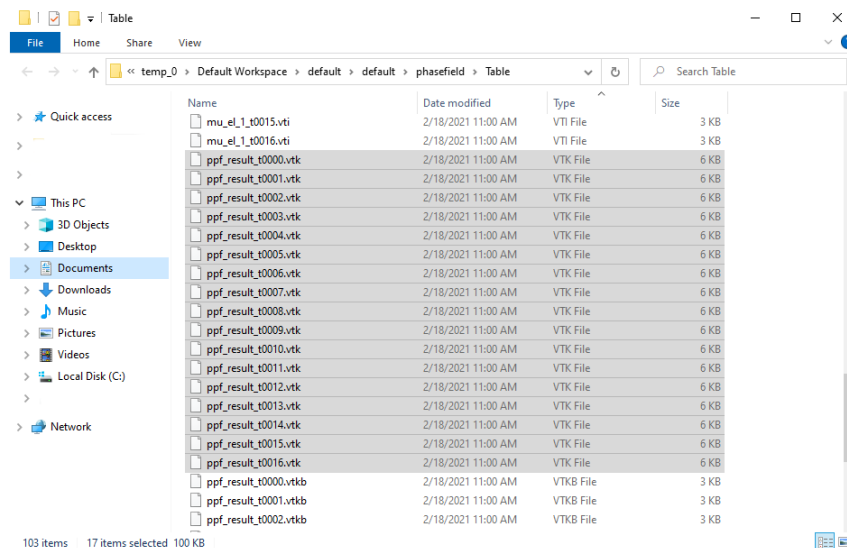 Table
File Home Share View
« temp_0 › Default Workspace › default › default › phasefield › Table Search Table
Name Date modified Type Size
Quick access
This PC
3D Objects
Desktop
Documents
Downloads
Music
Pictures
Videos
Local Disk (C:)
Network
mu_el_1_t0015.vti 2/18/2021 11:00 AM VTI File 3 KB
mu_el_1_t0016.vti 2/18/2021 11:00 AM VTI File 3 KB
ppf_result_t0000.vtk 2/18/2021 11:00 AM VTK File 6 KB
ppf_result_t0001.vtk 2/18/2021 11:00 AM VTK File 6 KB
ppf_result_t0002.vtk 2/18/2021 11:00 AM VTK File 6 KB
ppf_result_t0003.vtk 2/18/2021 11:00 AM VTK File 6 KB
ppf_result_t0004.vtk 2/18/2021 11:00 AM VTK File 6 KB
ppf_result_t0005.vtk 2/18/2021 11:00 AM VTK File 6 KB
ppf_result_t0006.vtk 2/18/2021 11:00 AM VTK File 6 KB
ppf_result_t0007.vtk 2/18/2021 11:00 AM VTK File 6 KB
ppf_result_t0008.vtk 2/18/2021 11:00 AM VTK File 6 KB
ppf_result_t0009.vtk 2/18/2021 11:00 AM VTK File 6 KB
ppf_result_t0010.vtk 2/18/2021 11:00 AM VTK File 6 KB
ppf_result_t0011.vtk 2/18/2021 11:00 AM VTK File 6 KB
ppf_result_t0012.vtk 2/18/2021 11:00 AM VTK File 6 KB
ppf_result_t0013.vtk 2/18/2021 11:00 AM VTK File 6 KB
ppf_result_t0014.vtk 2/18/2021 11:00 AM VTK File 6 KB
ppf_result_t0015.vtk 2/18/2021 11:00 AM VTK File 6 KB
ppf_result_t0016.vtk 2/18/2021 11:00 AM VTK File 6 KB
ppf_result_t0000.vtkb 2/18/2021 11:00 AM VTKB File 3 KB
ppf_result_t0001.vtkb 2/18/2021 11:00 AM VTKB File 3 KB
ppf_result_t0002.vtkb 2/18/2021 11:00 AM VTKB File 3 KB
103 items 17 items selected 100 KB